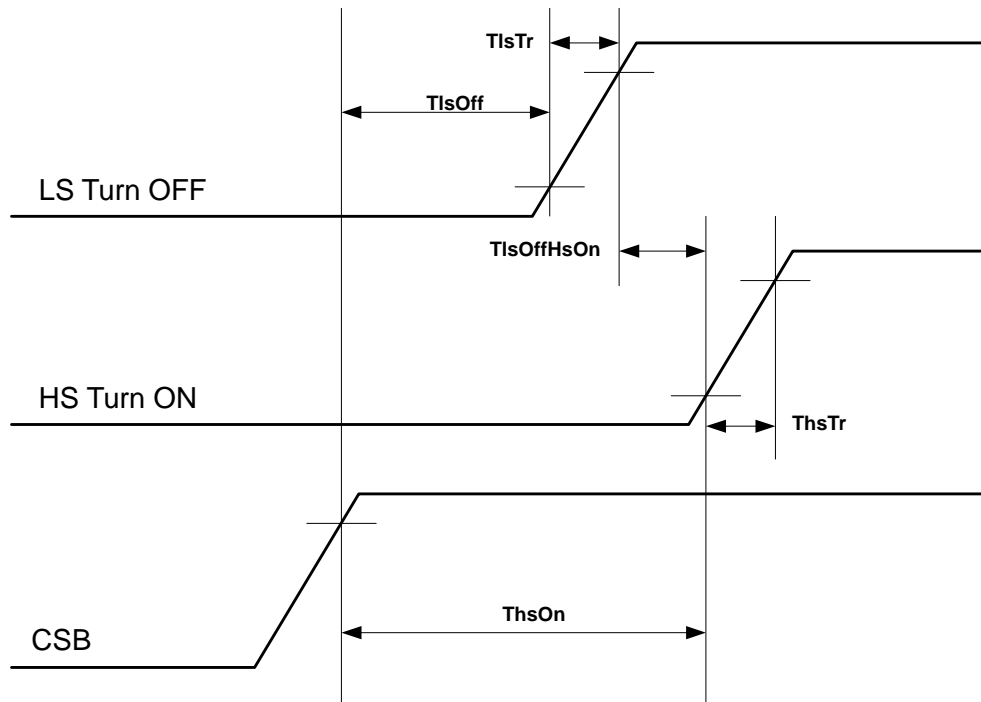 TlsTr
TlsOff
LS Turn OFF
TlsOffHsOn
HS Turn ON
ThsTr
ThsOn
CSB